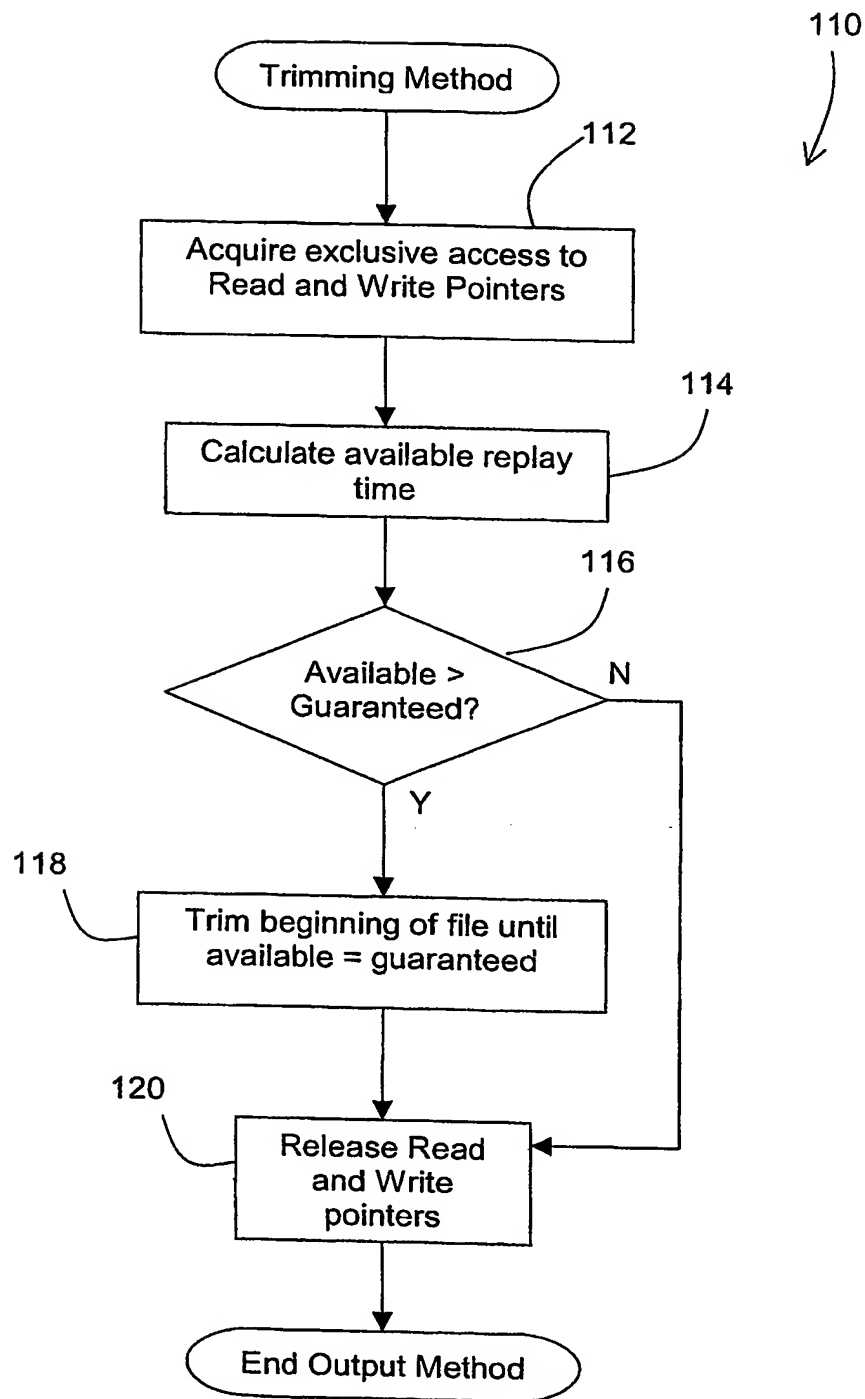 110
Trimming Method
112
Acquire exclusive access to
Read and Write Pointers
114
Calculate available replay
time
116
Available >
Guaranteed?
N
Y
118
Trim beginning of file until
available = guaranteed
120
Release Read
and Write
pointers
End Output Method